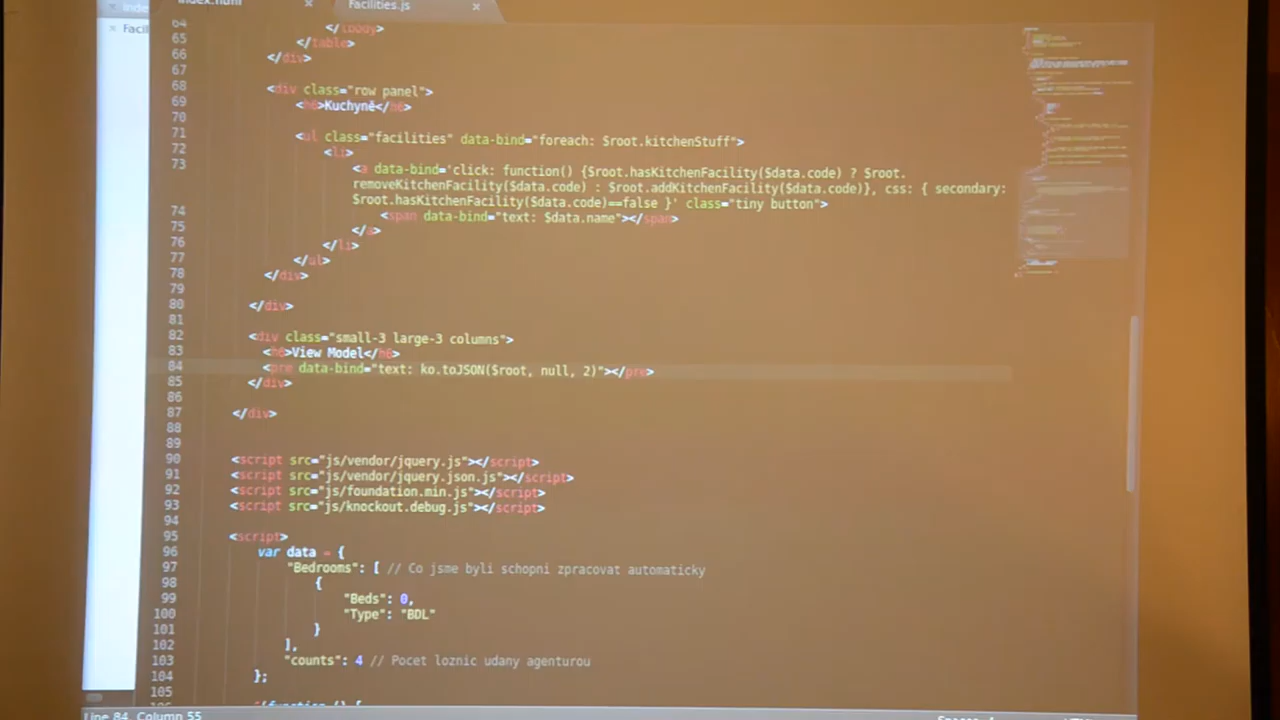 index.html
Facilities.js
Inde
Facil
64 </tbody>
65 </table>
66 </div>
67
68 <div class="row panel">
69 <h6>Kuchyně</h6>
70
71 <ul class="facilities" data-bind="foreach: $root.kitchenStuff">
72 <li>
73 <a data-bind='click: function() {$root.hasKitchenFacility($data.code) ? $root.
removeKitchenFacility($data.code) : $root.addKitchenFacility($data.code)}, css: { secondary:
$root.hasKitchenFacility($data.code)==false }' class="tiny button">
74 <span data-bind="text: $data.name"></span>
75 </a>
76 </li>
77 </ul>
78 </div>
79
80 </div>
81
82 <div class="small-3 large-3 columns">
83 <h6>View Model</h6>
84 <pre data-bind="text: ko.toJSON($root, null, 2)"></pre>
85 </div>
86
87 </div>
88
89
90 <script src="js/vendor/jquery.js"></script>
91 <script src="js/vendor/jquery.json.js"></script>
92 <script src="js/foundation.min.js"></script>
93 <script src="js/knockout.debug.js"></script>
94
95 <script>
96 var data = {
97 "Bedrooms": [ // Co jsme byli schopni zpracovat automaticky
98 {
99 "Beds": 0,
100 "Type": "BDL"
101 }
102 ],
103 "counts": 4 // Pocet loznic udany agenturou
104 };
105
Line 84, Column 55